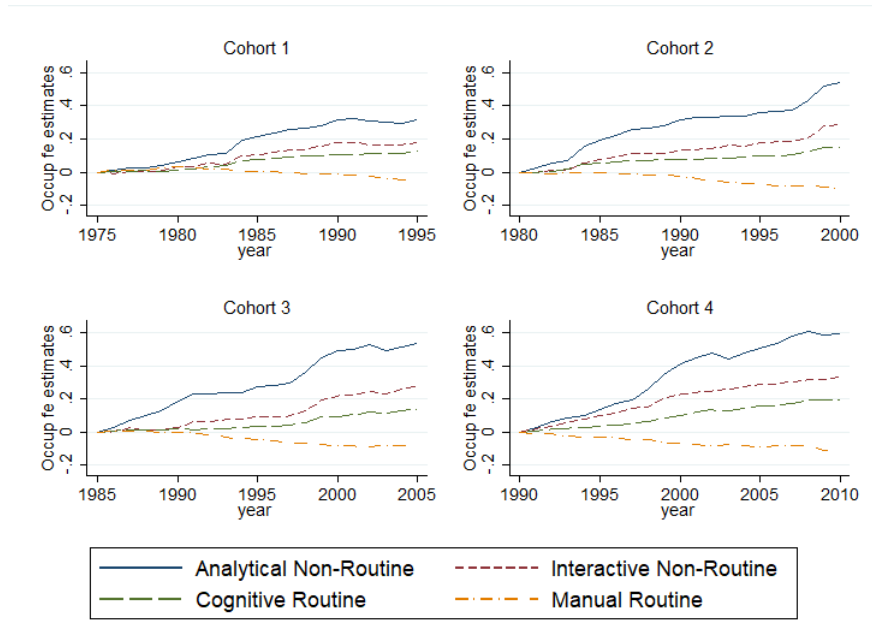 Cohort 1
Occup fe estimates
-.2 0 .2 .4 .6
1975 1980 1985 1990 1995
year
Cohort 2
Occup fe estimates
-.2 0 .2 .4 .6
1980 1985 1990 1995 2000
year
Cohort 3
Occup fe estimates
-.2 0 .2 .4 .6
1985 1990 1995 2000 2005
year
Cohort 4
Occup fe estimates
-.2 0 .2 .4 .6
1990 1995 2000 2005 2010
year
Analytical Non-Routine Interactive Non-Routine
Cognitive Routine Manual Routine